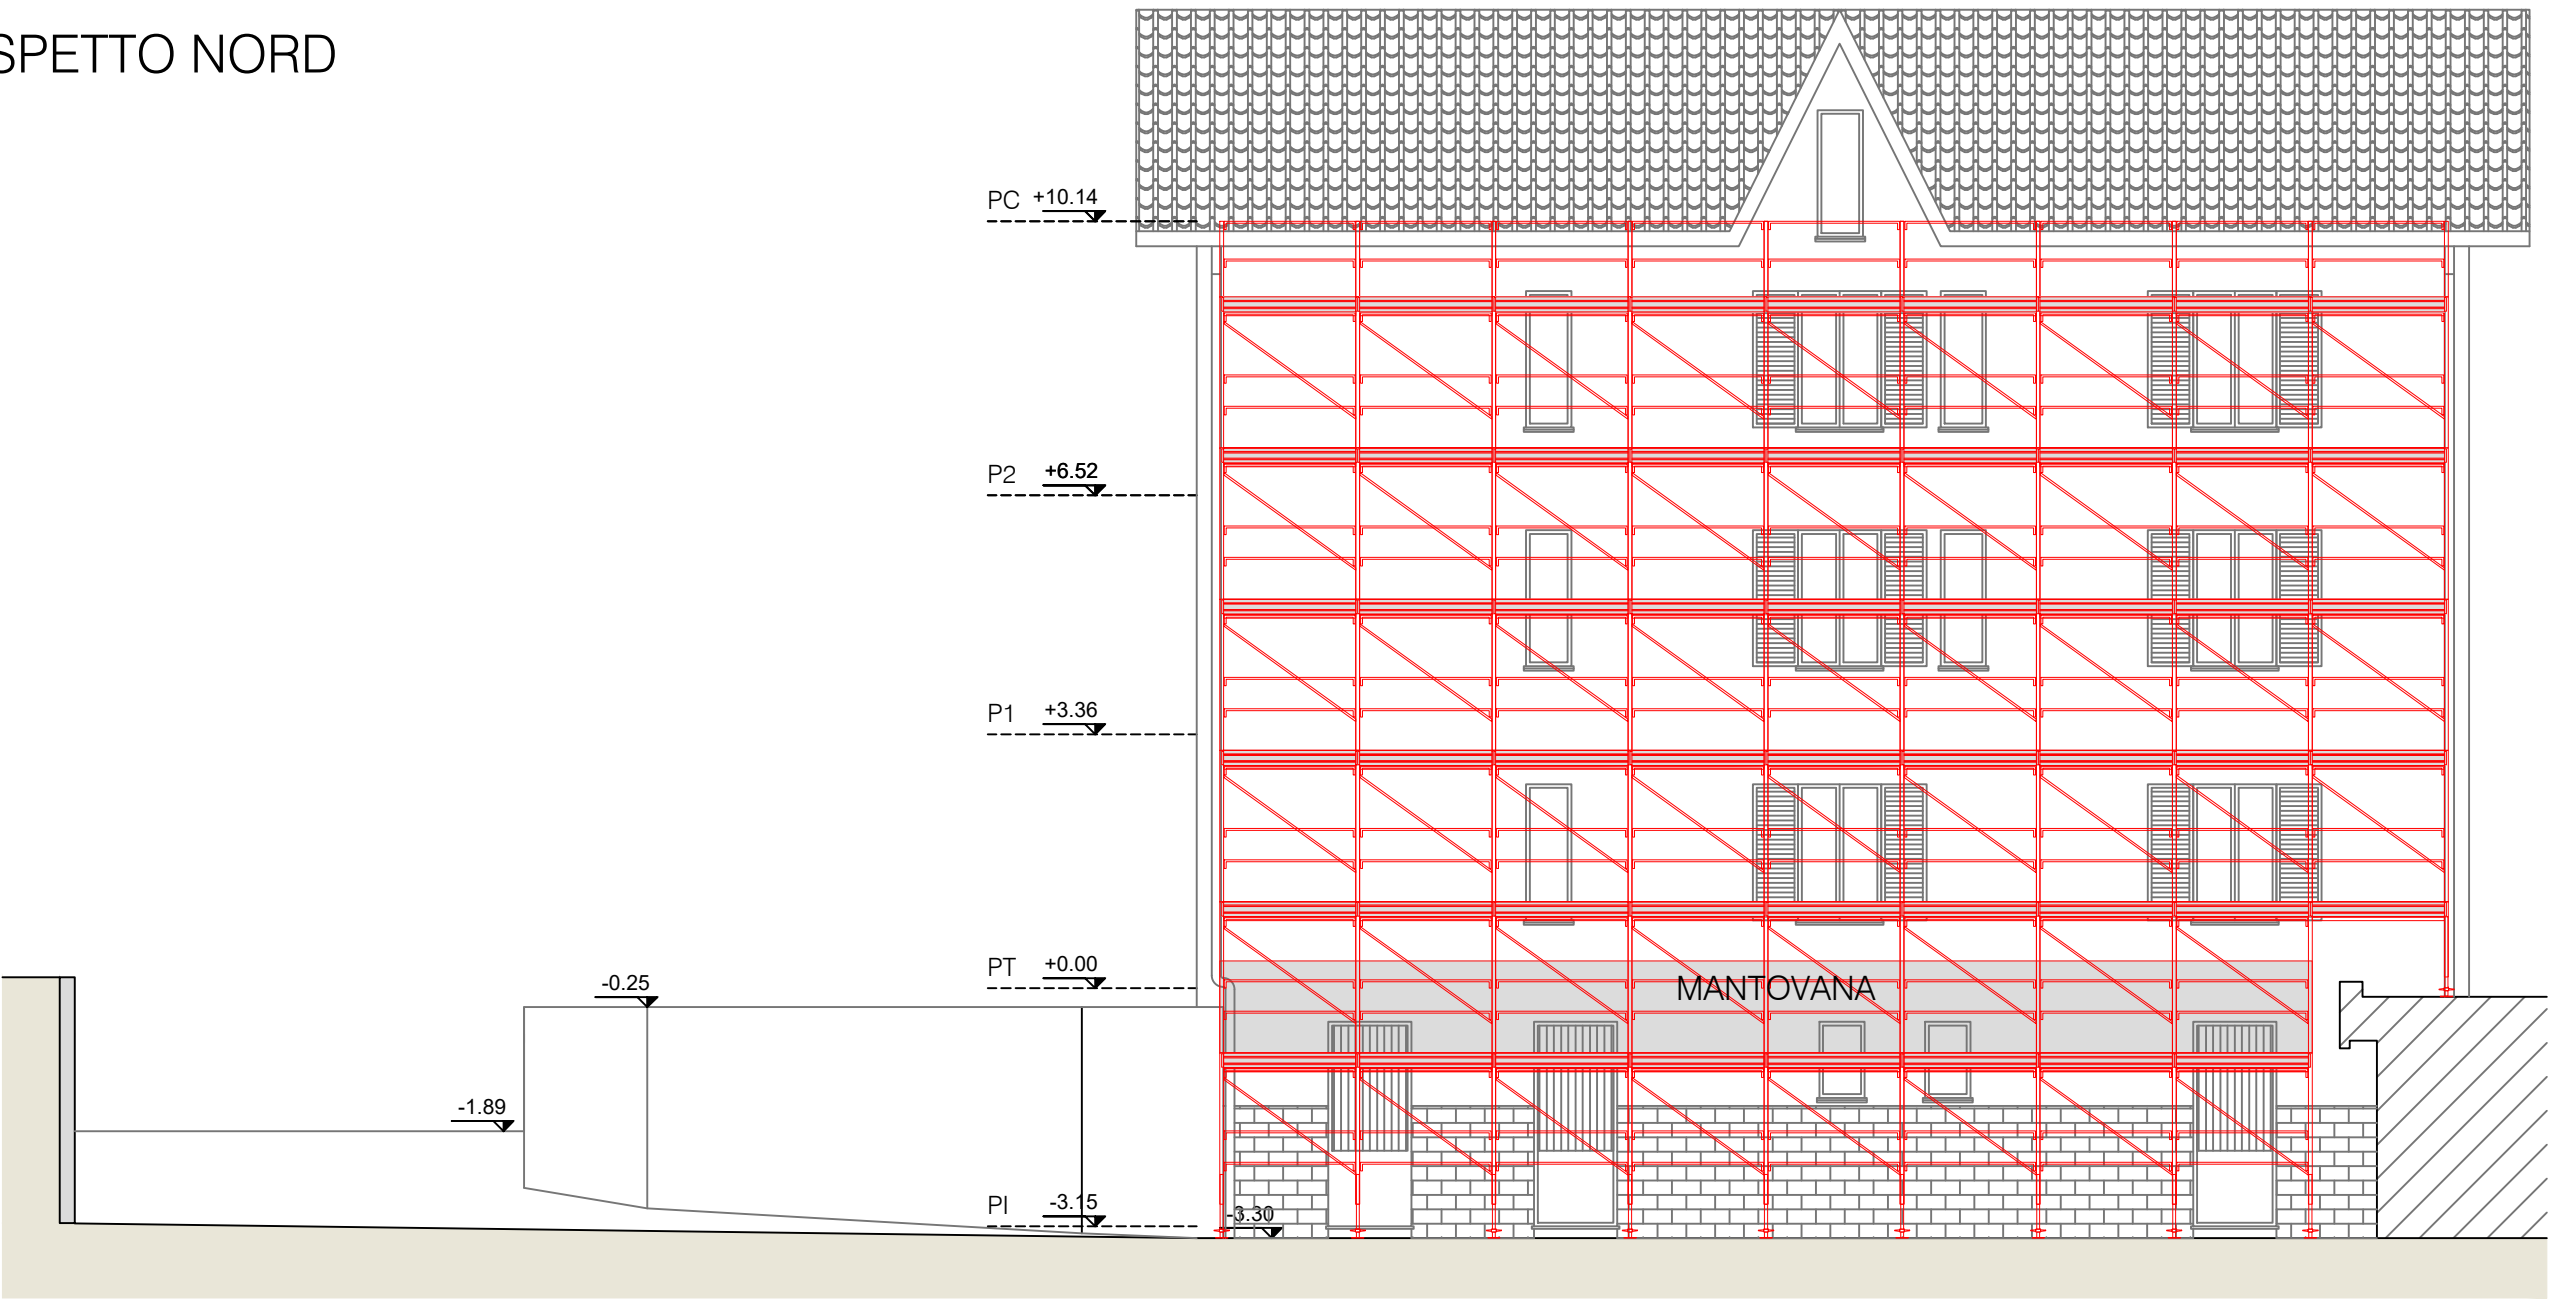 SPETTO NORD
PC +10.14
P2 +6.52
P1 +3.36
PT +0.00
-0.25
MANTOVANA
-1.89
PI -3.15
-3.30